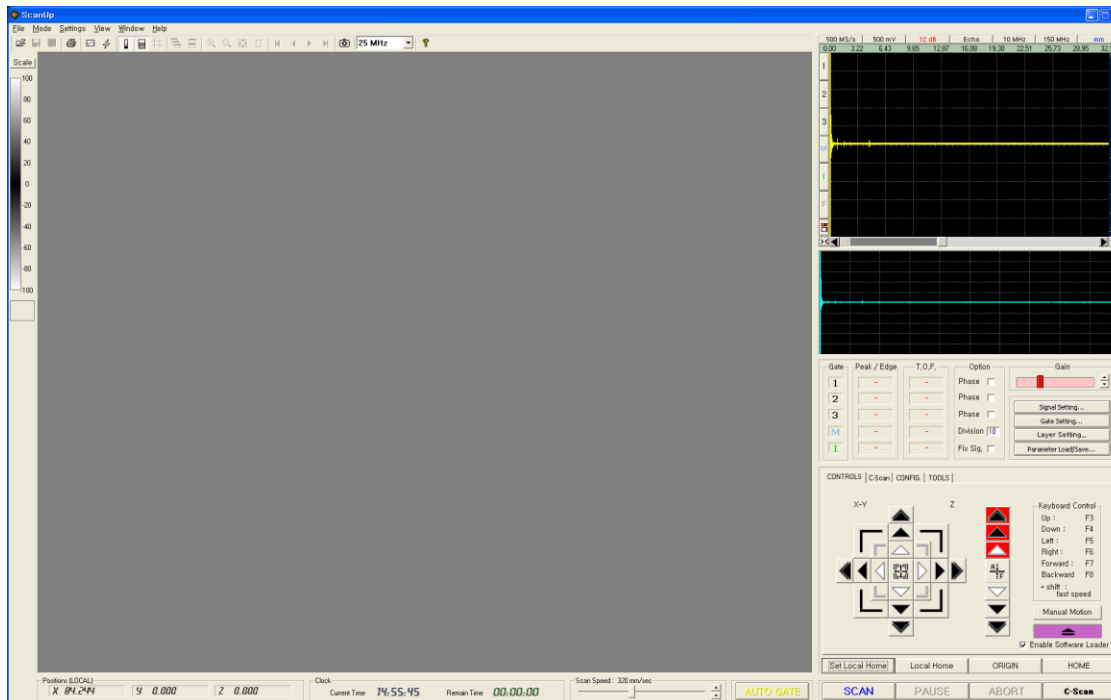 ScanUp
File Mode Settings View Window Help
25 MHz
500 MS/s 500 mV 12 dB Echo 10 MHz 150 MHz mm
0.00 3.22 6.43 9.65 12.87 16.08 19.30 22.51 25.73 28.95 32.
Scale
100
80
60
40
20
0
-20
-40
-60
-80
-100
1
2
3
M
I
F
Gate Peak / Edge T.O.F. Option Gain
1 - - Phase
2 - - Phase
3 - - Phase
M - - Division 10
I - - Fix Sig.
Signal Setting...
Gate Setting...
Layer Setting...
Parameter Load/Save...
CONTROLS C-Scan CONFIG. TOOLS
X-Y Z
Keyboard Control
Up : F3
Down : F4
Left : F5
Right : F6
Forward : F7
Backward F8
+ shift :
fast speed
Manual Motion
Enable Software Loader
Set Local Home Local Home ORIGIN HOME
Positions (LOCAL) Clock Scan Speed : 320 mm/sec
X 84.244 Y 0.000 Z 0.000 Current Time 14:55:45 Remain Time 00:00:00 AUTO GATE
SCAN PAUSE ABORT C-Scan